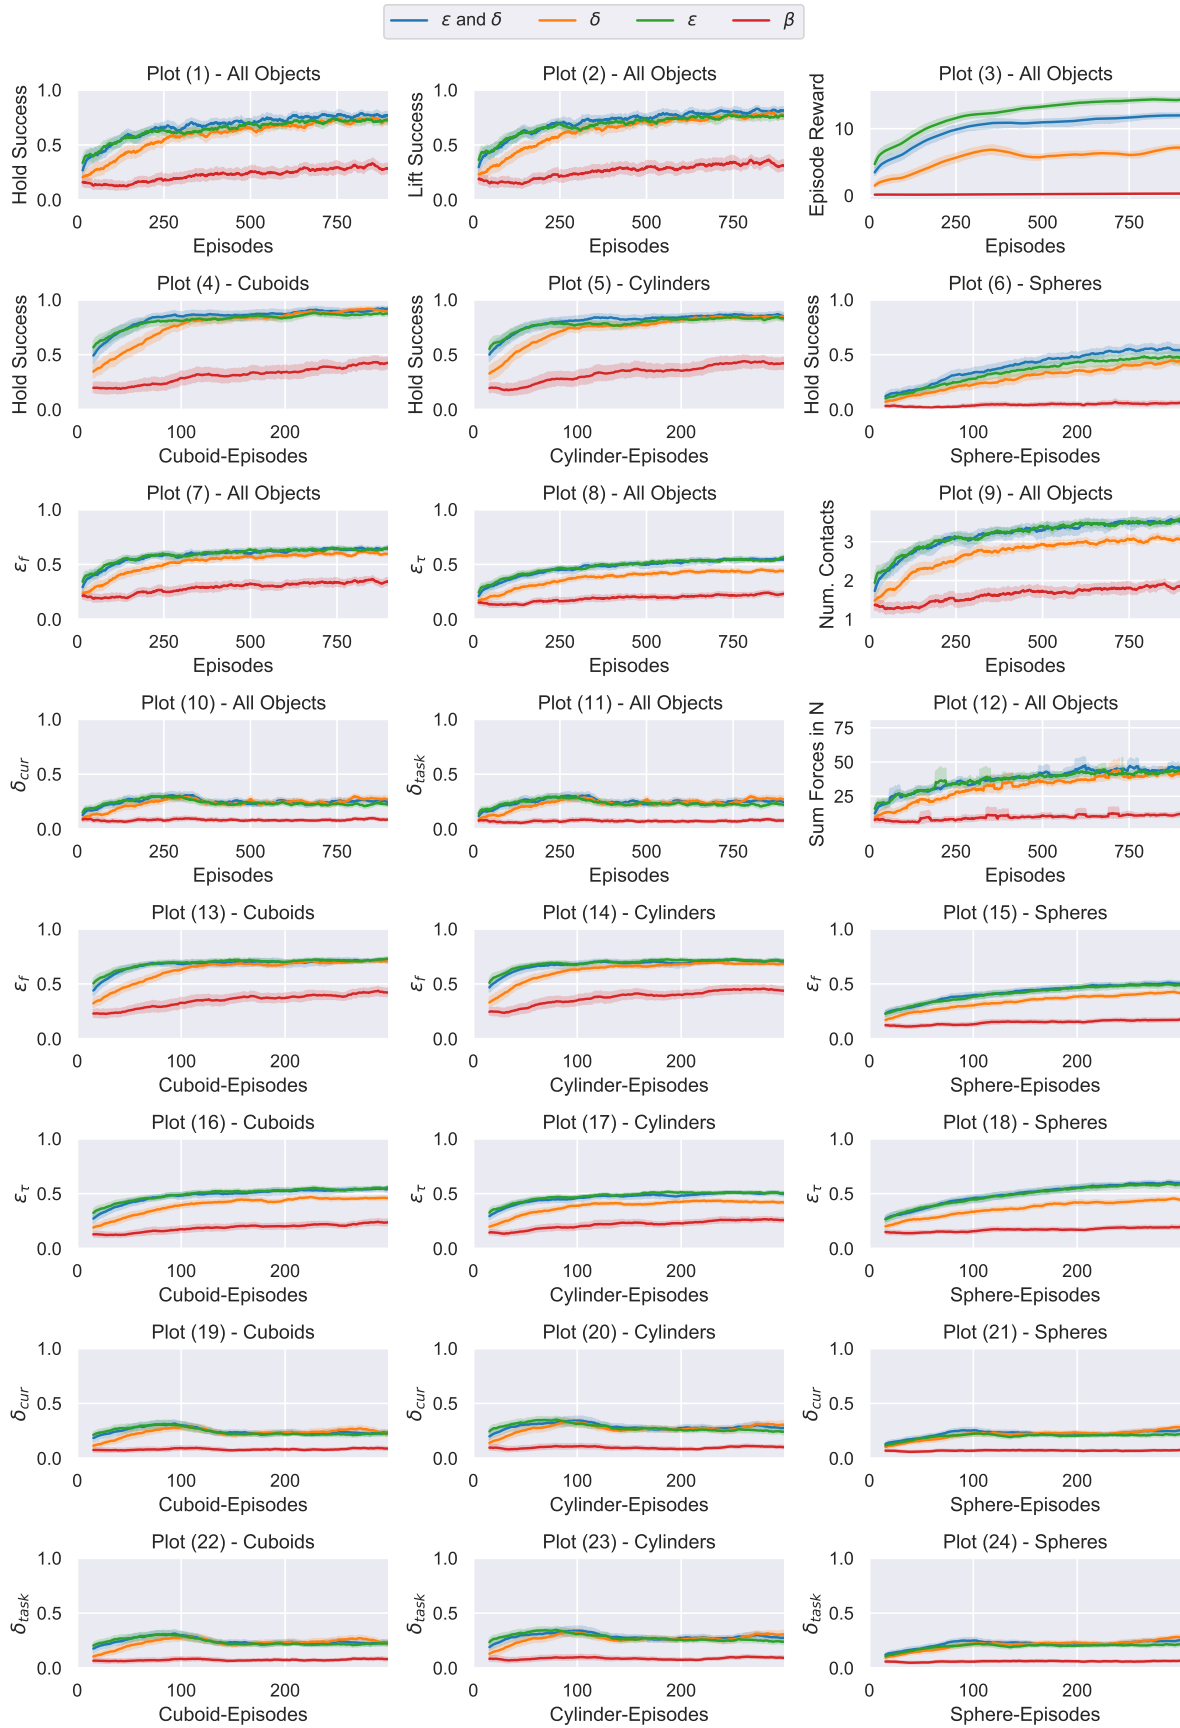 ε and δ δ ε β
Plot (1) - All Objects
Hold Success
1.0
0.5
0.0
0 250 500 750
Episodes
Plot (2) - All Objects
Lift Success
1.0
0.5
0.0
0 250 500 750
Episodes
Plot (3) - All Objects
Episode Reward
10
0
0 250 500 750
Episodes
Plot (4) - Cuboids
Hold Success
1.0
0.5
0.0
0 100 200
Cuboid-Episodes
Plot (5) - Cylinders
Hold Success
1.0
0.5
0.0
0 100 200
Cylinder-Episodes
Plot (6) - Spheres
Hold Success
1.0
0.5
0.0
0 100 200
Sphere-Episodes
Plot (7) - All Objects
ε_f
1.0
0.5
0.0
0 250 500 750
Episodes
Plot (8) - All Objects
ε_τ
1.0
0.5
0.0
0 250 500 750
Episodes
Plot (9) - All Objects
Num. Contacts
3
2
1
0 250 500 750
Episodes
Plot (10) - All Objects
δ_cur
1.0
0.5
0.0
0 250 500 750
Episodes
Plot (11) - All Objects
δ_task
1.0
0.5
0.0
0 250 500 750
Episodes
Plot (12) - All Objects
Sum Forces in N
75
50
25
0 250 500 750
Episodes
Plot (13) - Cuboids
ε_f
1.0
0.5
0.0
0 100 200
Cuboid-Episodes
Plot (14) - Cylinders
ε_f
1.0
0.5
0.0
0 100 200
Cylinder-Episodes
Plot (15) - Spheres
ε_f
1.0
0.5
0.0
0 100 200
Sphere-Episodes
Plot (16) - Cuboids
ε_τ
1.0
0.5
0.0
0 100 200
Cuboid-Episodes
Plot (17) - Cylinders
ε_τ
1.0
0.5
0.0
0 100 200
Cylinder-Episodes
Plot (18) - Spheres
ε_τ
1.0
0.5
0.0
0 100 200
Sphere-Episodes
Plot (19) - Cuboids
δ_cur
1.0
0.5
0.0
0 100 200
Cuboid-Episodes
Plot (20) - Cylinders
δ_cur
1.0
0.5
0.0
0 100 200
Cylinder-Episodes
Plot (21) - Spheres
δ_cur
1.0
0.5
0.0
0 100 200
Sphere-Episodes
Plot (22) - Cuboids
δ_task
1.0
0.5
0.0
0 100 200
Cuboid-Episodes
Plot (23) - Cylinders
δ_task
1.0
0.5
0.0
0 100 200
Cylinder-Episodes
Plot (24) - Spheres
δ_task
1.0
0.5
0.0
0 100 200
Sphere-Episodes